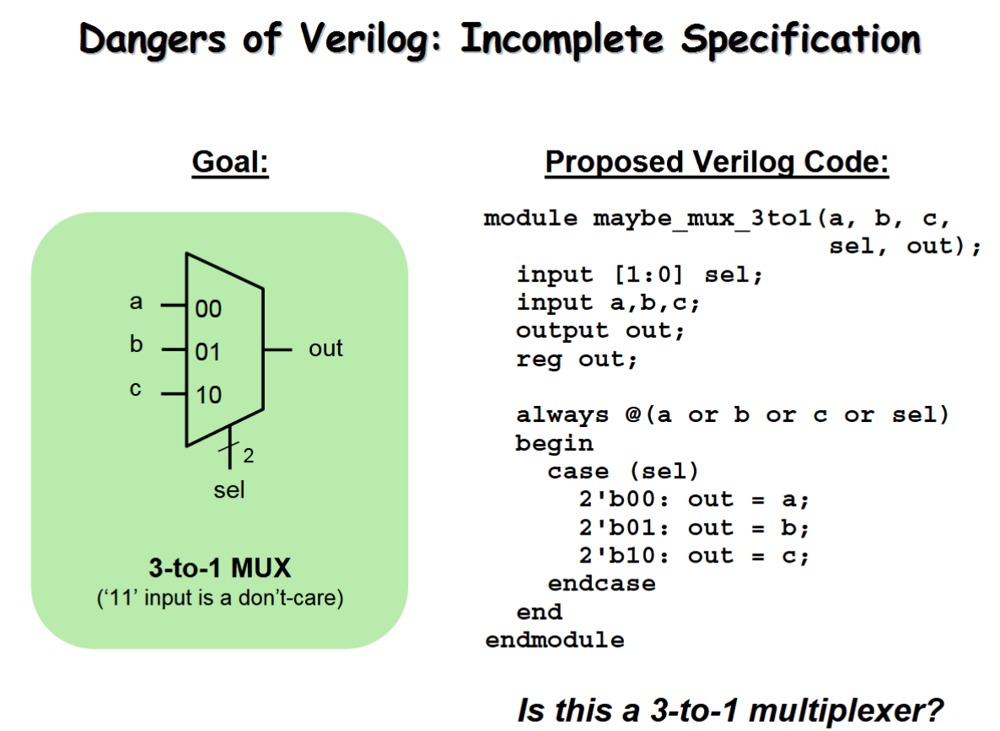 Dangers of Verilog: Incomplete Specification
Goal:
a
00
b
01
out
c
10
2
sel
3-to-1 MUX
(‘11’ input is a don’t-care)
Proposed Verilog Code:
module maybe_mux_3to1(a, b, c,
sel, out);
input [1:0] sel;
input a,b,c;
output out;
reg out;
always @(a or b or c or sel)
begin
case (sel)
2'b00: out = a;
2'b01: out = b;
2'b10: out = c;
endcase
end
endmodule
Is this a 3-to-1 multiplexer?